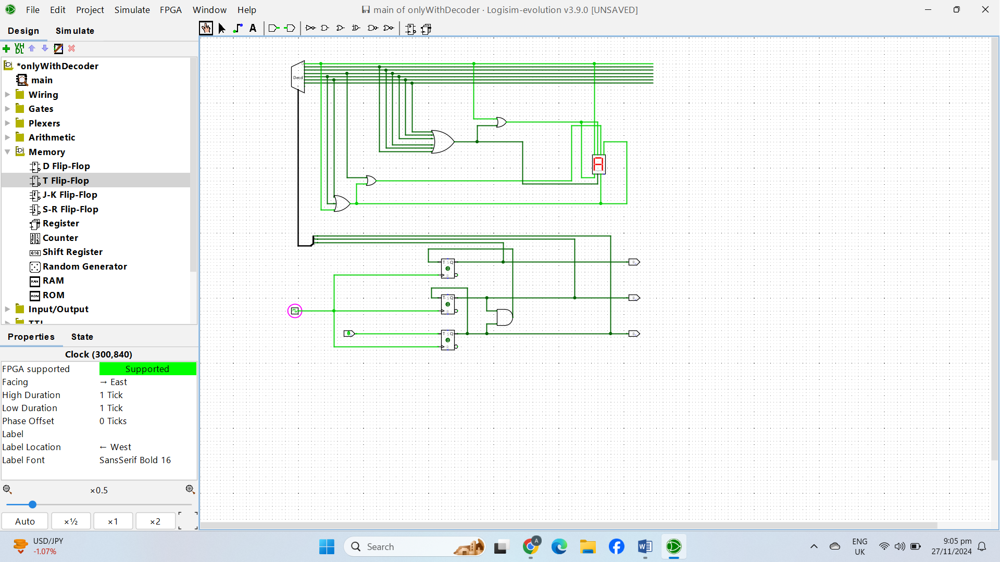 File Edit Project Simulate FPGA Window Help
main of onlyWithDecoder · Logisim-evolution v3.9.0 [UNSAVED]
Design Simulate
VH
DL
*onlyWithDecoder
main
Wiring
Gates
Plexers
Arithmetic
Memory
D Flip-Flop
T Flip-Flop
J-K Flip-Flop
S-R Flip-Flop
Register
Counter
Shift Register
Random Generator
RAM
ROM
Input/Output
Properties State
Clock (300,840)
FPGA supported Supported
Facing → East
High Duration 1 Tick
Low Duration 1 Tick
Phase Offset 0 Ticks
Label
Label Location ← West
Label Font SansSerif Bold 16
×0.5
Auto ×½ ×1 ×2
Decd
T S Q
0
R
T S Q
0
R
T S Q
0
R
USD/JPY
-1.07%
Search
ENG
UK
9:05 pm
27/11/2024